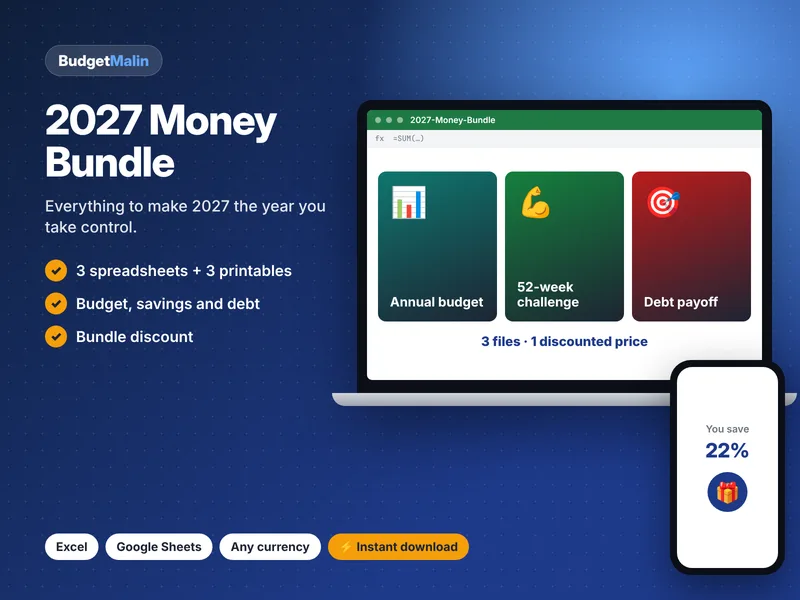 BudgetMalin
2027 Money
Bundle
Everything to make 2027 the year you
take control.
3 spreadsheets + 3 printables
Budget, savings and debt
Bundle discount
2027-Money-Bundle
fx =SUM(…)
Annual budget
52-week
challenge
Debt payoff
3 files · 1 discounted price
You save
22%
Excel
Google Sheets
Any currency
⚡ Instant download